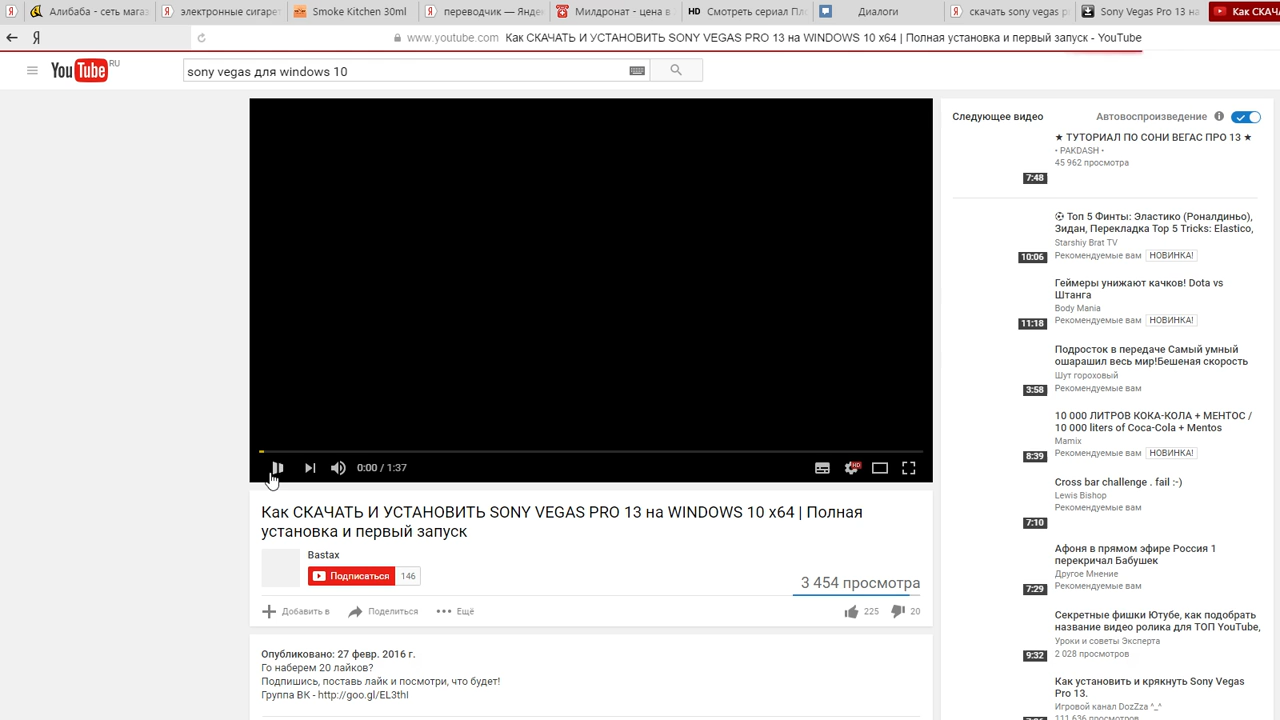 Алибаба - сеть магаз
электронные сигарет
Smoke Kitchen 30ml
переводчик — Янде
Милдронат - цена в
HD Смотреть сериал Пл
Диалоги
скачать sony vegas p
Sony Vegas Pro 13 на
Как СКАЧА
Я www.youtube.com Как СКАЧАТЬ И УСТАНОВИТЬ SONY VEGAS PRO 13 на WINDOWS 10 x64 | Полная установка и первый запуск - YouTube
YouTube RU
sony vegas для windows 10
0:00 / 1:37
HD
Как СКАЧАТЬ И УСТАНОВИТЬ SONY VEGAS PRO 13 на WINDOWS 10 x64 | Полная
установка и первый запуск
Bastax
Подписаться 146
3 454 просмотра
Добавить в Поделиться Ещё 225 20
Опубликовано: 27 февр. 2016 г.
Го наберем 20 лайков?
Подпишись, поставь лайк и посмотри, что будет!
Группа ВК - http://goo.gl/EL3thI
Следующее видео Автовоспроизведение
★ ТУТОРИАЛ ПО СОНИ ВЕГАС ПРО 13 ★
• PAKDASH •
45 962 просмотра
7:48
Топ 5 Финты: Эластико (Роналдиньо),
Зидан, Перекладка Top 5 Tricks: Elastico,
Starshiy Brat TV
Рекомендуемые вам НОВИНКА!
10:06
Геймеры унижают качков! Dota vs
Штанга
Body Mania
Рекомендуемые вам НОВИНКА!
11:18
Подросток в передаче Самый умный
ошарашил весь мир!Бешеная скорость
Шут гороховый
Рекомендуемые вам
3:58
10 000 ЛИТРОВ КОКА-КОЛА + МЕНТОС /
10 000 liters of Coca-Cola + Mentos
Mamix
Рекомендуемые вам НОВИНКА!
8:39
Cross bar challenge . fail :-)
Lewis Bishop
Рекомендуемые вам
7:10
Афоня в прямом эфире Россия 1
перекричал Бабушек
Другое Мнение
Рекомендуемые вам
7:29
Секретные фишки Ютубе, как подобрать
название видео ролика для ТОП YouTube,
Уроки и советы Эксперта
2 028 просмотров
9:32
Как установить и крякнуть Sony Vegas
Pro 13.
Игровой канал DozZza ^_^
111 636 просмотров